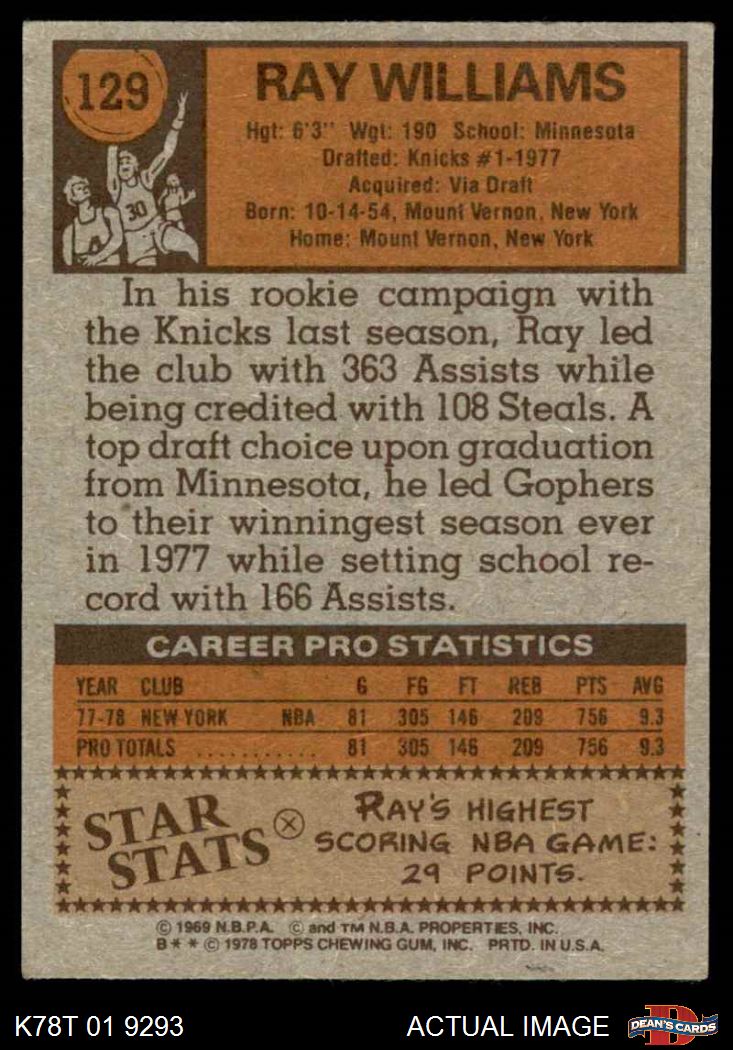 129
30
4
RAY WILLIAMS
Hgt: 6'3" Wgt: 190 School: Minnesota
Drafted: Knicks #1-1977
Acquired: Via Draft
Born: 10-14-54, Mount Vernon, New York
Home: Mount Vernon, New York
In his rookie campaign with
the Knicks last season, Ray led
the club with 363 Assists while
being credited with 108 Steals. A
top draft choice upon graduation
from Minnesota, he led Gophers
to their winningest season ever
in 1977 while setting school re-
cord with 166 Assists.
CAREER PRO STATISTICS
YEAR CLUB G FG FT REB PTS AVG
77-78 NEW YORK NBA 81 305 146 209 756 9.3
PRO TOTALS ........... 81 305 146 209 756 9.3
STAR
STATS
RAY'S HIGHEST
SCORING NBA GAME:
29 POINTS.
© 1969 N.B.P.A. © and TM N.B.A. PROPERTIES, INC.
B * * © 1978 TOPPS CHEWING GUM, INC. PRTD. IN U.S.A.
K78T 01 9293 ACTUAL IMAGE
D
DEAN'S CARDS